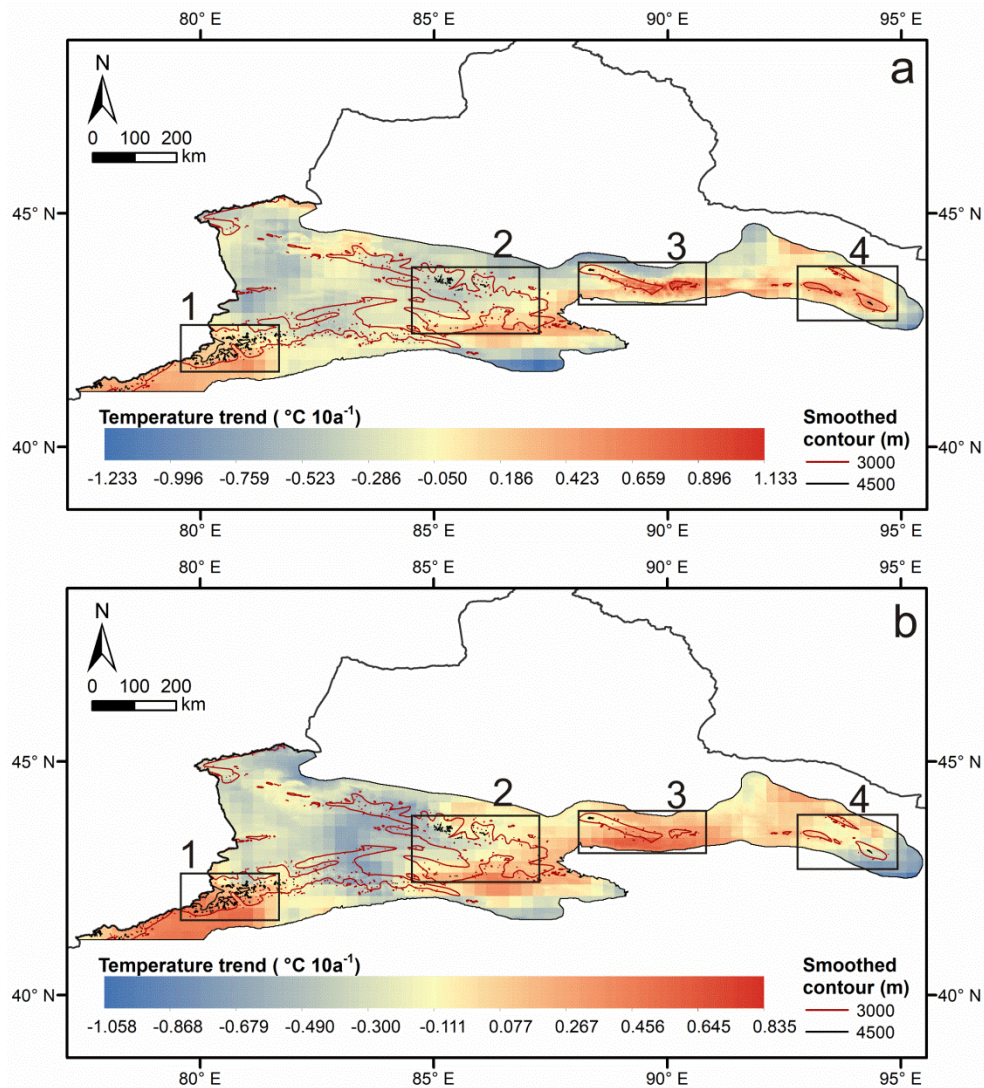 80° E 85° E 90° E 95° E
a
N
0 100 200
km
45° N
45° N
1
2
3
4
Temperature trend ( °C 10a⁻¹)
-1.233 -0.996 -0.759 -0.523 -0.286 -0.050 0.186 0.423 0.659 0.896 1.133
Smoothed
contour (m)
3000
4500
40° N
40° N
80° E 85° E 90° E 95° E
80° E 85° E 90° E 95° E
b
N
0 100 200
km
45° N
45° N
1
2
3
4
Temperature trend ( °C 10a⁻¹)
-1.058 -0.868 -0.679 -0.490 -0.300 -0.111 0.077 0.267 0.456 0.645 0.835
Smoothed
contour (m)
3000
4500
40° N
40° N
80° E 85° E 90° E 95° E